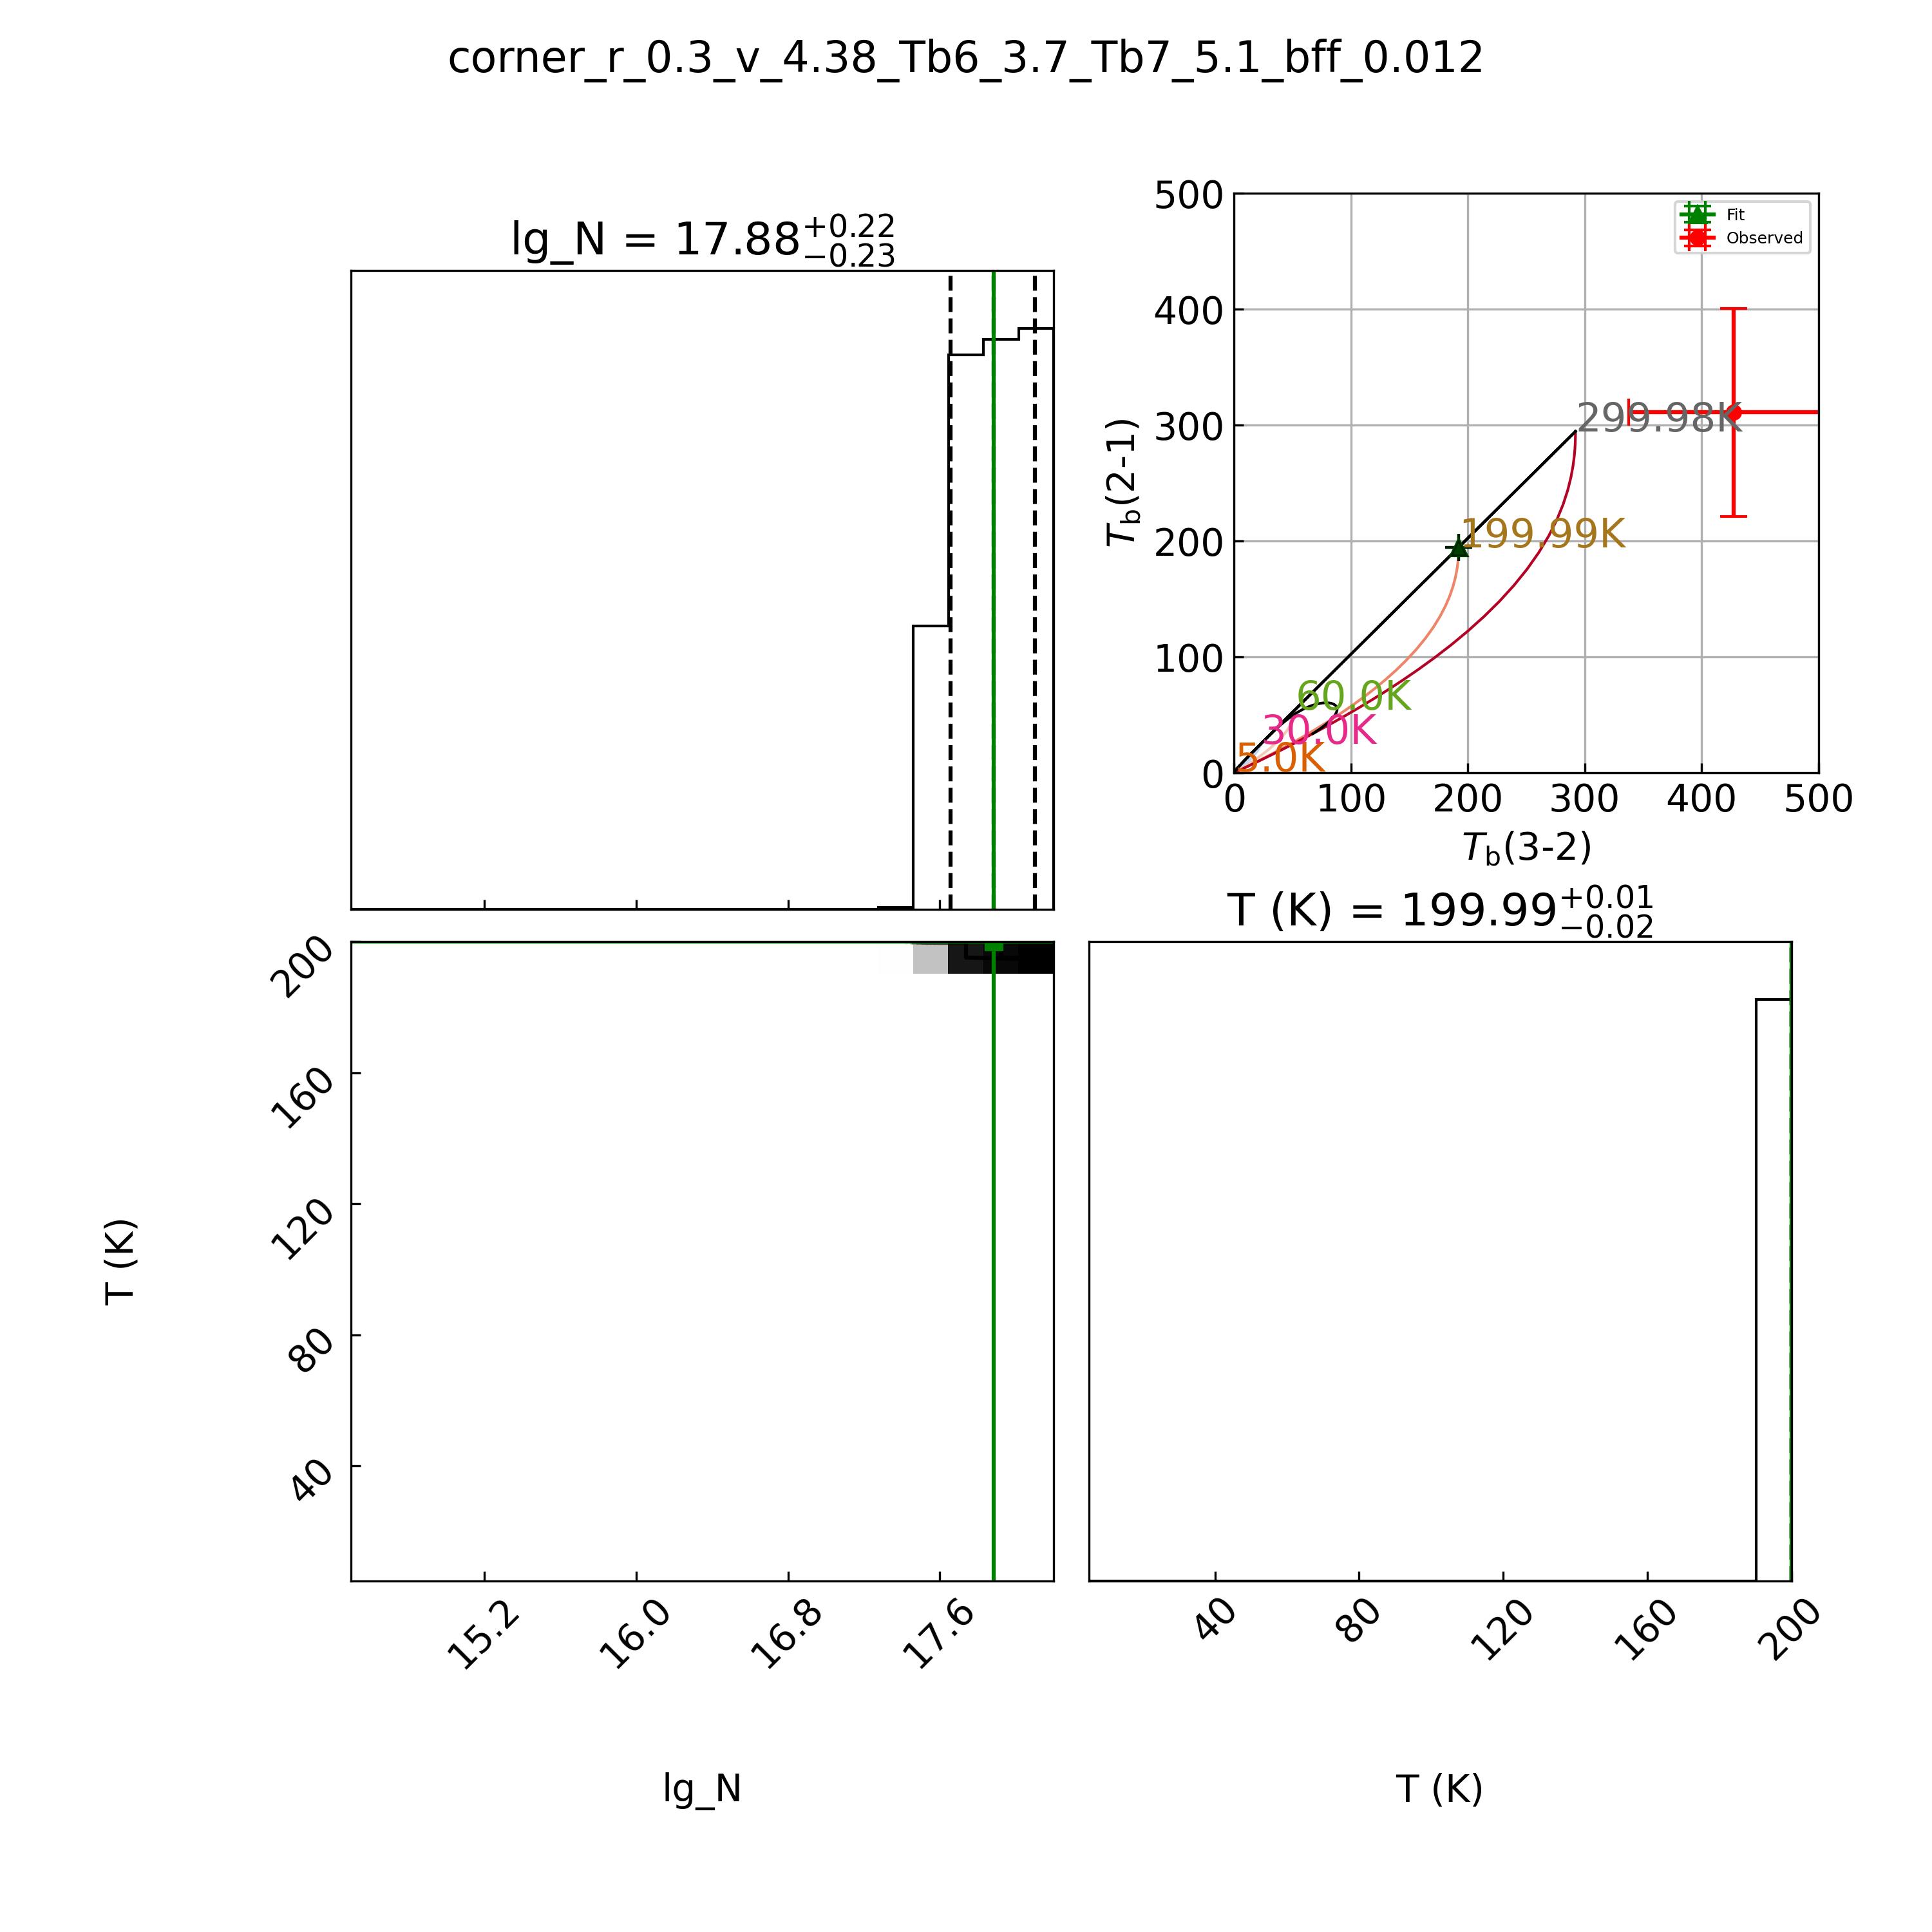 corner_r_0.3_v_4.38_Tb6_3.7_Tb7_5.1_bff_0.012
lg_N = 17.88+0.22−0.23
500
400
300
200
100
0
Tb(2-1)
Fit
Observed
299.98K
199.99K
60.0K
30.0K
5.0K
0 100 200 300 400 500
Tb(3-2)
T (K) = 199.99+0.01−0.02
200
160
120
80
40
T (K)
15.2 16.0 16.8 17.6
lg_N
40 80 120 160 200
T (K)